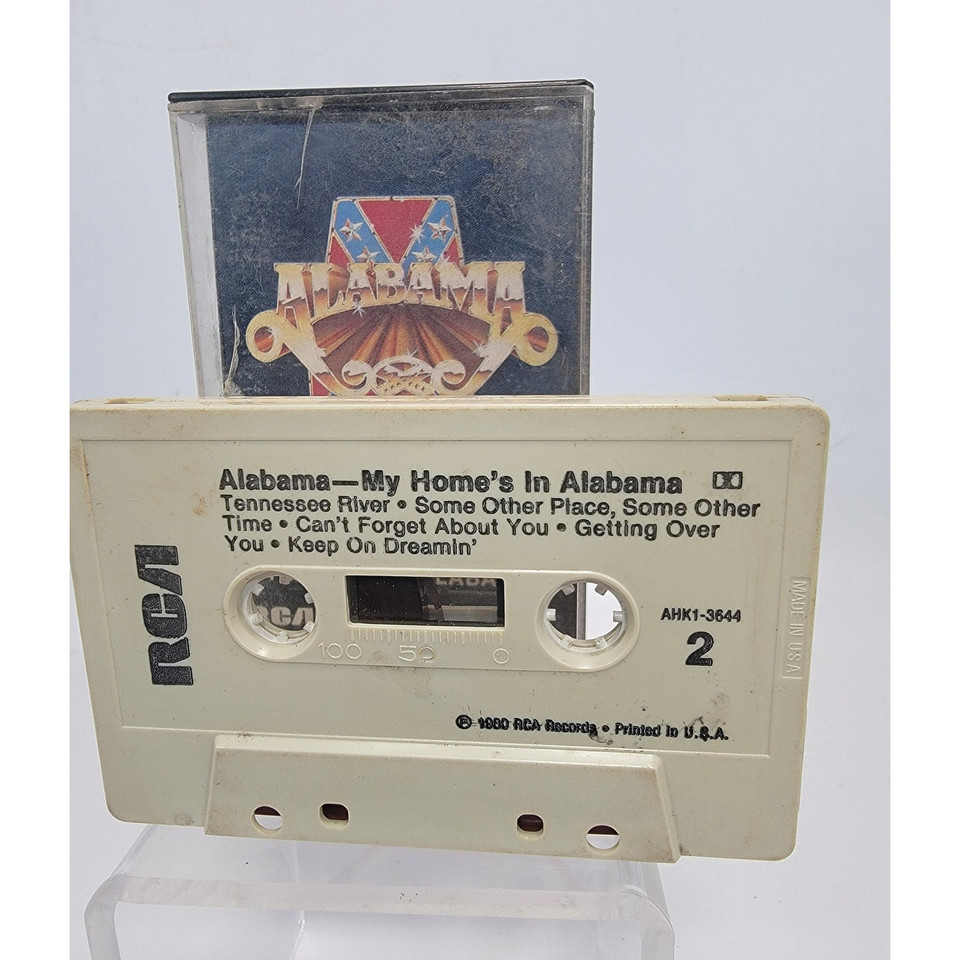 ALABAMA
Alabama—My Home's In Alabama
Tennessee River • Some Other Place, Some Other
Time • Can't Forget About You • Getting Over
You • Keep On Dreamin'
RCA
AHK1-3644
2
MADE IN USA
100 50 0
℗ 1980 RCA Records • Printed in U.S.A.